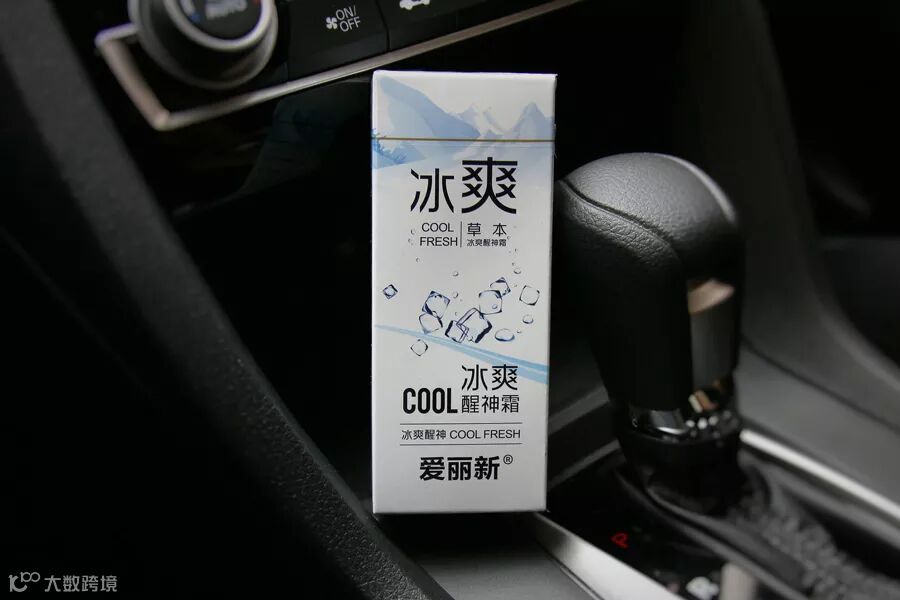 AUTO
ON/
OFF
冰爽
COOL
FRESH
草本
冰爽醒神霜
冰爽
COOL 醒神霜
冰爽醒神 COOL FRESH
爱丽新®
P
R
大数跨境